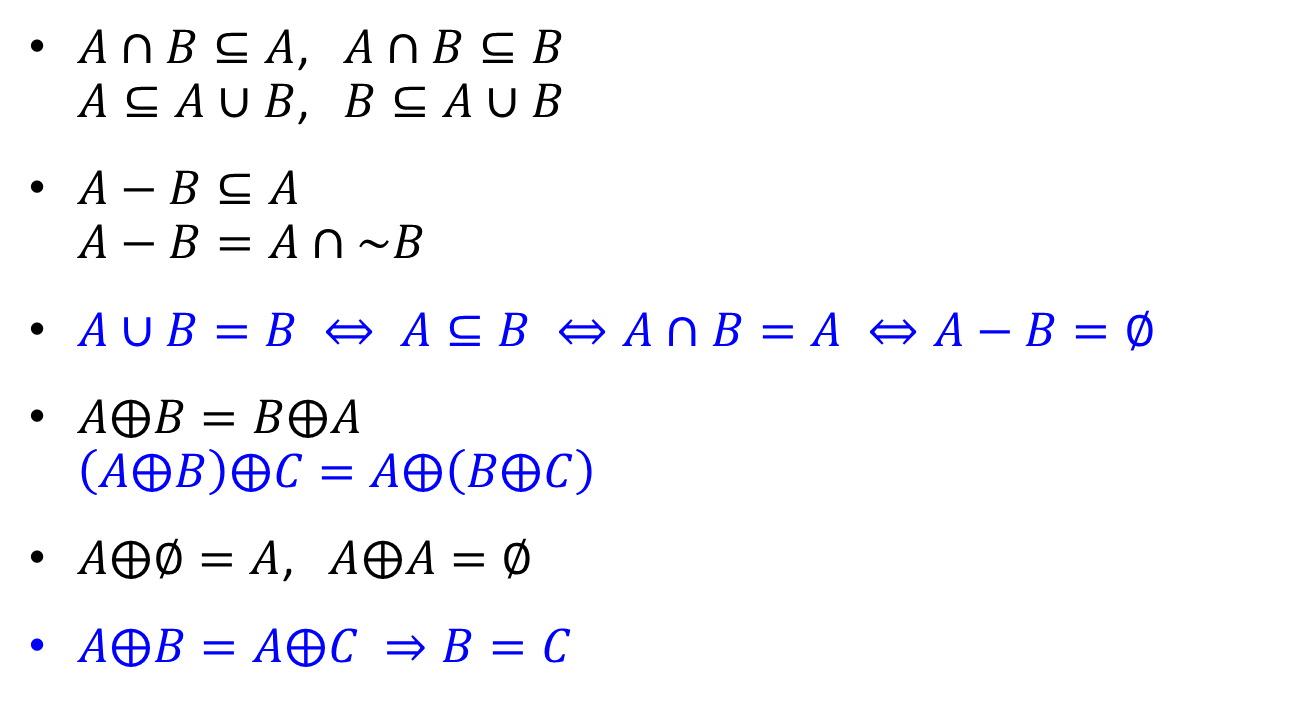 • A ∩ B ⊆ A, A ∩ B ⊆ B
A ⊆ A ∪ B, B ⊆ A ∪ B
• A − B ⊆ A
A − B = A ∩ ~B
• A ∪ B = B ⇔ A ⊆ B ⇔ A ∩ B = A ⇔ A − B = ∅
• A⊕B = B⊕A
(A⊕B)⊕C = A⊕(B⊕C)
• A⊕∅ = A, A⊕A = ∅
• A⊕B = A⊕C ⇒ B = C